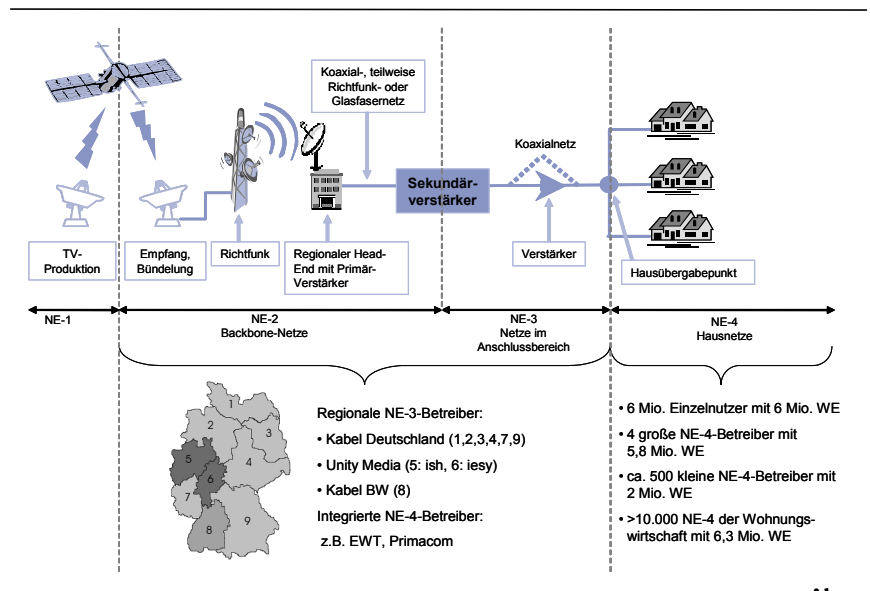 Koaxial-, teilweise
Richtfunk- oder
Glasfasernetz
Koaxialnetz
Sekundär-
verstärker
TV-
Produktion
Empfang,
Bündelung
Richtfunk
Regionaler Head-
End mit Primär-
Verstärker
Verstärker
Hausübergabepunkt
NE-1
NE-2
Backbone-Netze
NE-3
Netze im
Anschlussbereich
NE-4
Hausnetze
1
2
3
4
5
6
7
8
9
Regionale NE-3-Betreiber:
• Kabel Deutschland (1,2,3,4,7,9)
• Unity Media (5: ish, 6: iesy)
• Kabel BW (8)
Integrierte NE-4-Betreiber:
z.B. EWT, Primacom
• 6 Mio. Einzelnutzer mit 6 Mio. WE
• 4 große NE-4-Betreiber mit
5,8 Mio. WE
• ca. 500 kleine NE-4-Betreiber mit
2 Mio. WE
• >10.000 NE-4 der Wohnungs-
wirtschaft mit 6,3 Mio. WE